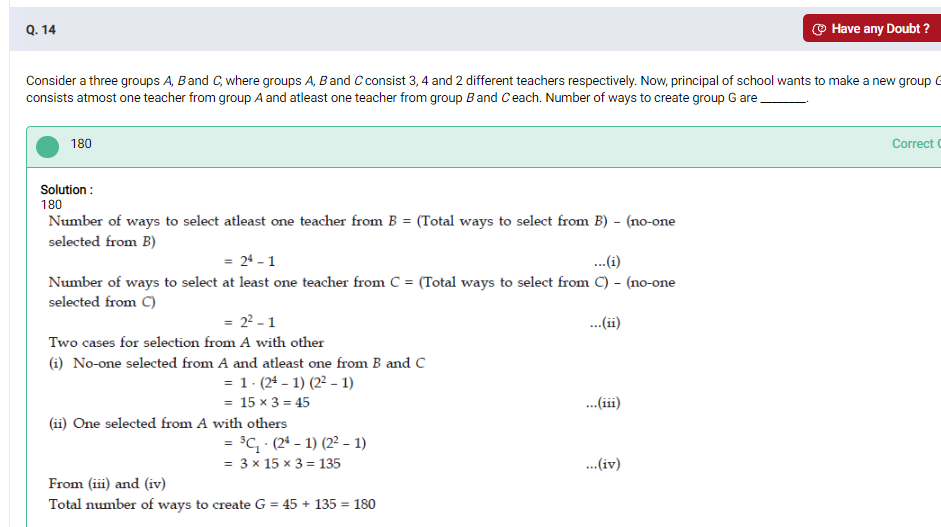 Q. 14
Have any Doubt ?
Consider a three groups A, B and C, where groups A, B and C consist 3, 4 and 2 different teachers respectively. Now, principal of school wants to make a new group G
consists atmost one teacher from group A and atleast one teacher from group B and C each. Number of ways to create group G are ________.
180
Correct
Solution :
180
Number of ways to select atleast one teacher from B = (Total ways to select from B) – (no-one
selected from B)
= 2⁴ – 1 ...(i)
Number of ways to select at least one teacher from C = (Total ways to select from C) – (no-one
selected from C)
= 2² – 1 ...(ii)
Two cases for selection from A with other
(i) No-one selected from A and atleast one from B and C
= 1 · (2⁴ – 1) (2² – 1)
= 15 × 3 = 45 ...(iii)
(ii) One selected from A with others
= ³C₁ · (2⁴ – 1) (2² – 1)
= 3 × 15 × 3 = 135 ...(iv)
From (iii) and (iv)
Total number of ways to create G = 45 + 135 = 180